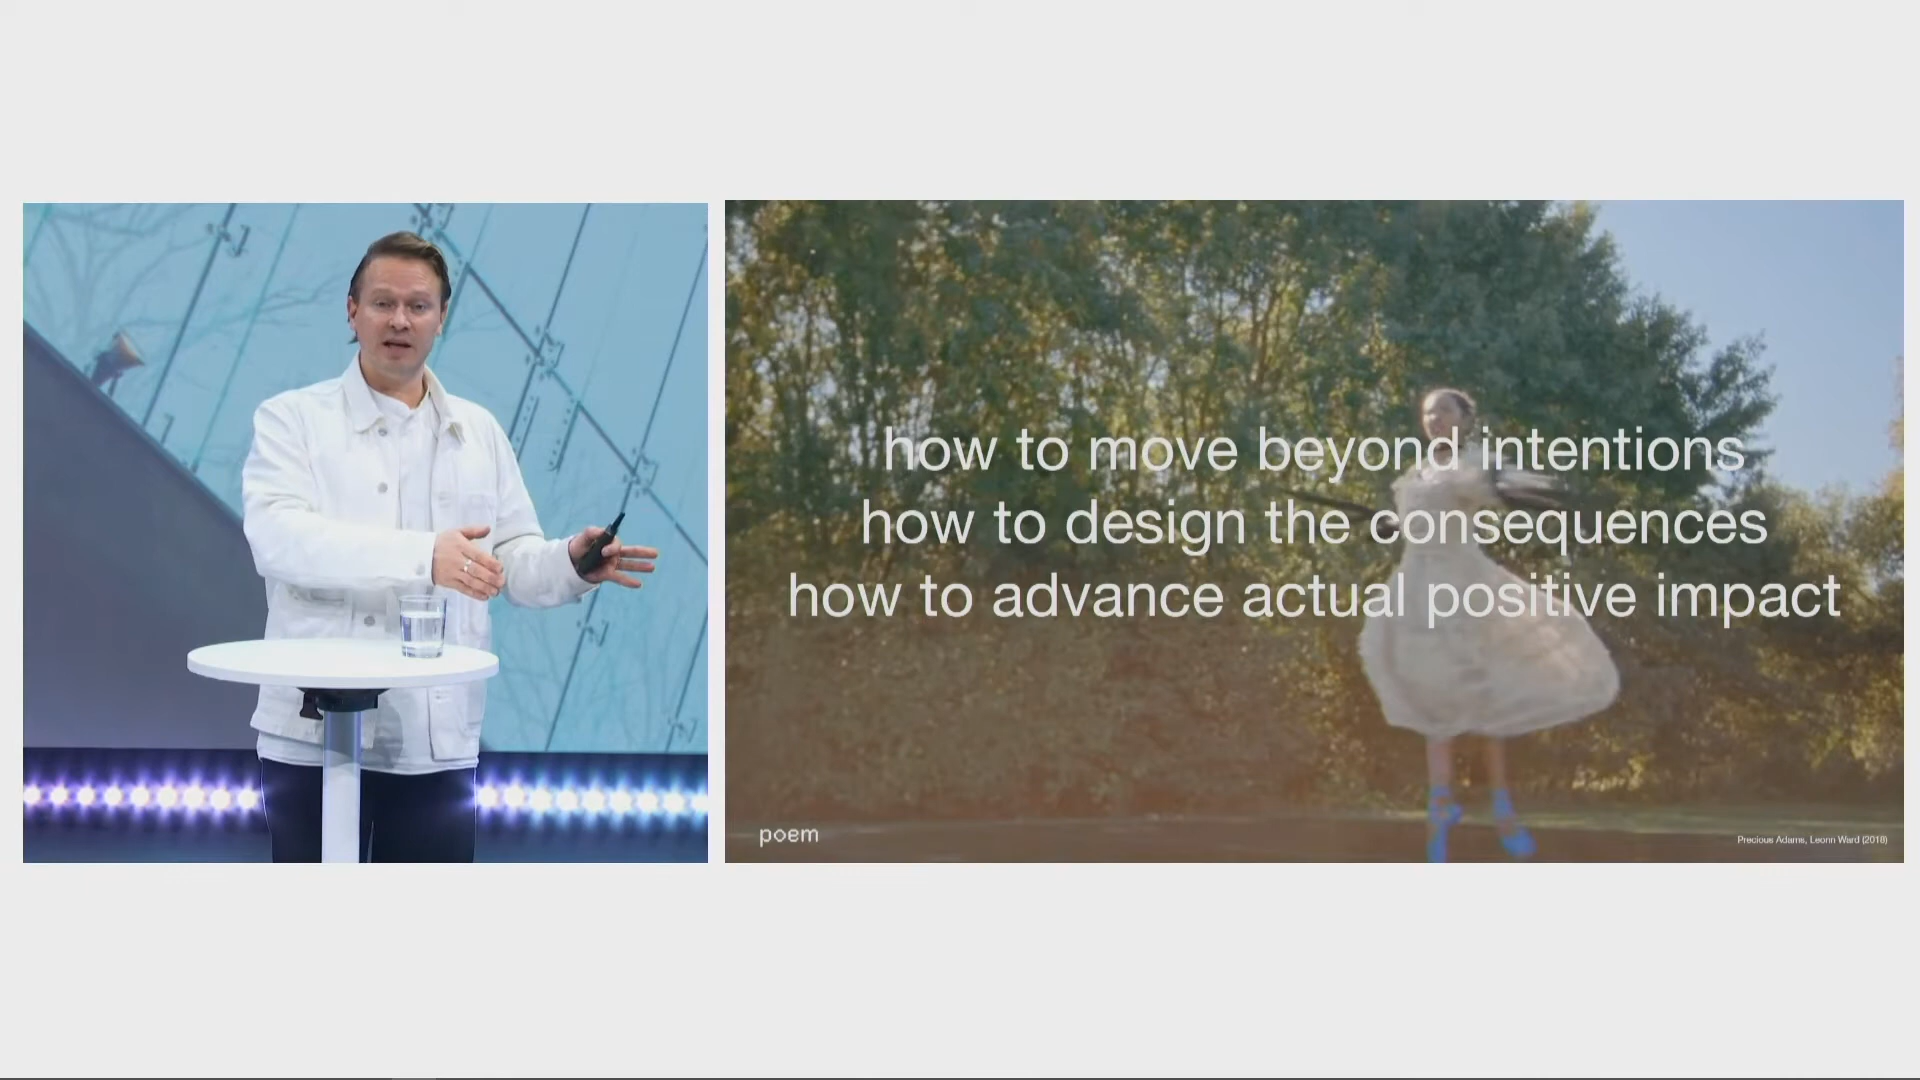 how to move beyond intentions
how to design the consequences
how to advance actual positive impact
poem
Precious Adams, Leonn Ward (2018)